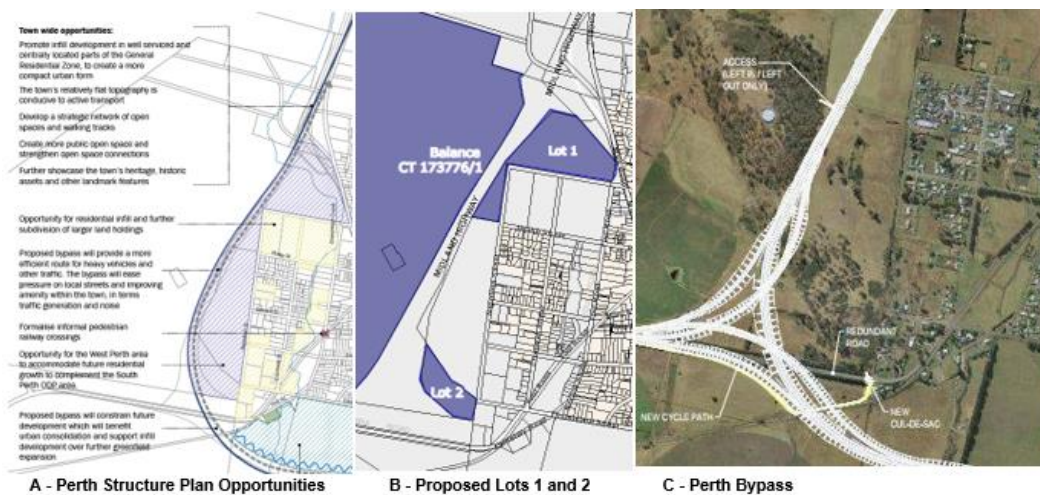 Town wide opportunities:
Promote infill development in well serviced and
centrally located parts of the General
Residential Zone, to create a more
compact urban form
The town's relatively flat topography is
conducive to active transport
Develop a strategic network of open
spaces and walking tracks
Create more public open space and
strengthen open space connections
Further showcase the town's heritage, historic
assets and other landmark features
Opportunity for residential infill and further
subdivision of larger land holdings
Proposed bypass will provide a more
efficient route for heavy vehicles and
other traffic. The bypass will ease
pressure on local streets and improving
amenity within the town, in terms
traffic generation and noise
Formalise informal pedestrian
railway crossings
Opportunity for the West Perth area
to accommodate future residential
growth to complement the South
Perth ODP area
Proposed bypass will constrain future
development which will benefit
urban consolidation and support infill
development over further greenfield
expansion
A - Perth Structure Plan Opportunities
MIDLAND HIGHWAY
Balance
CT 173776/1
Lot 1
MIDLAND HIGHWAY
Lot 2
B - Proposed Lots 1 and 2
ACCESS
(LEFT IN / LEFT
OUT ONLY)
REDUNDANT
ROAD
NEW CYCLE PATH
NEW
CUL-DE-SAC
C - Perth Bypass